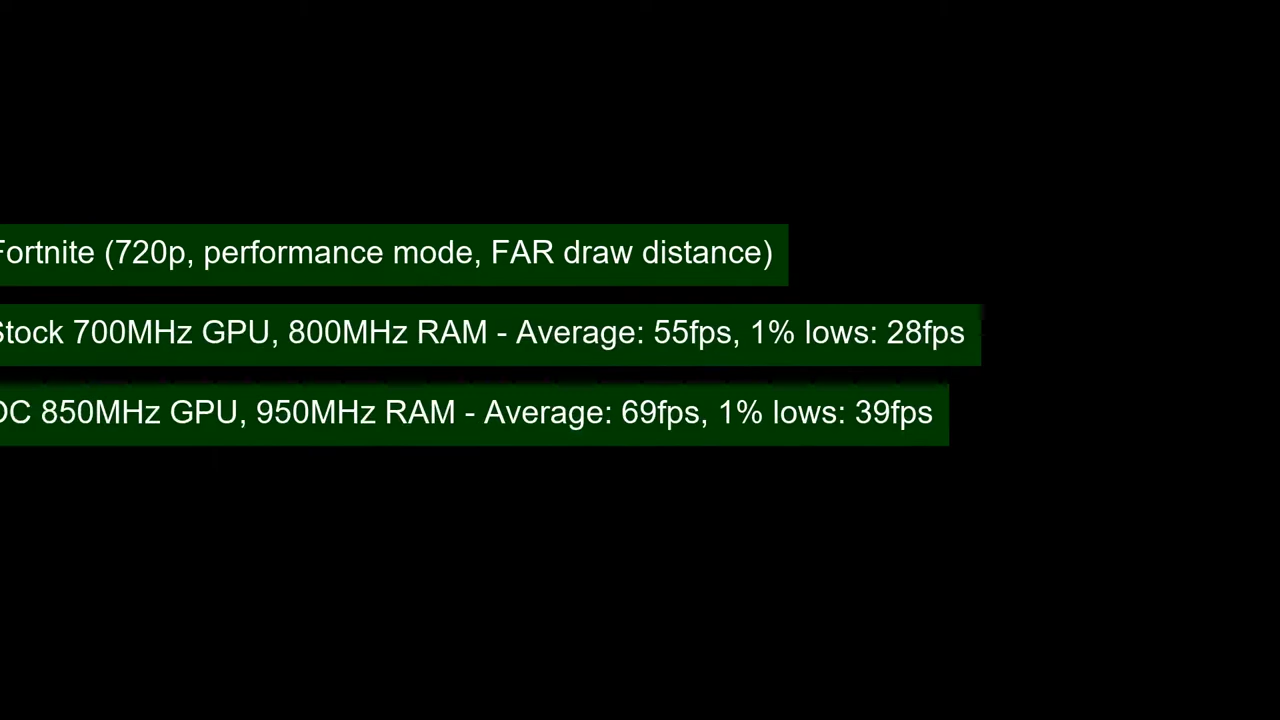 Fortnite (720p, performance mode, FAR draw distance)
Stock 700MHz GPU, 800MHz RAM - Average: 55fps, 1% lows: 28fps
OC 850MHz GPU, 950MHz RAM - Average: 69fps, 1% lows: 39fps